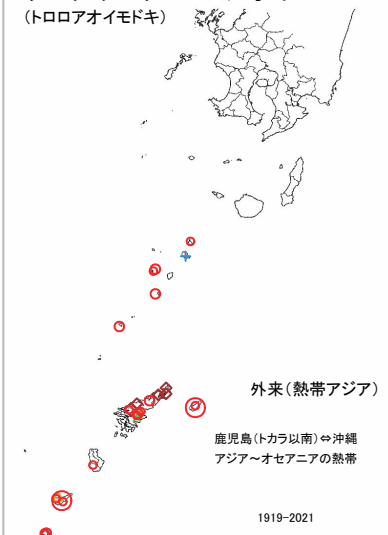 (トロロアオイモドキ)
外来(熱帯アジア)
鹿児島(トカラ以南)⇔沖縄
アジア～オセアニアの熱帯
1919-2021